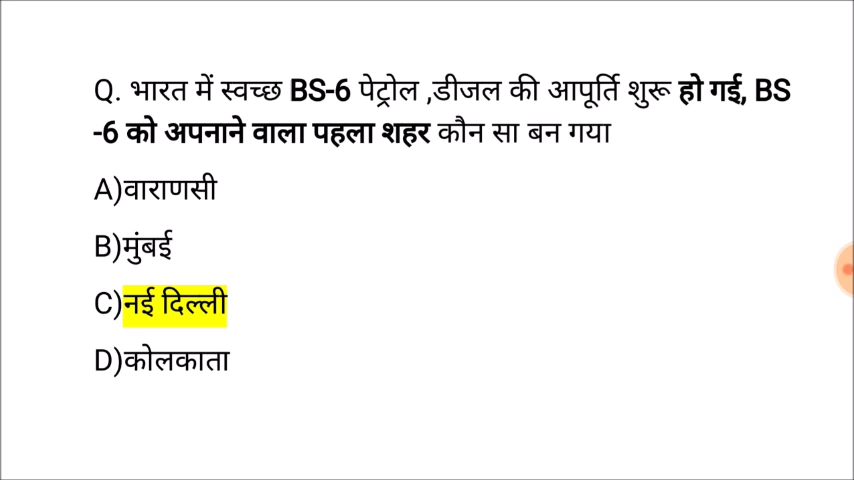 Q. भारत में स्वच्छ BS-6 पेट्रोल ,डीजल की आपूर्ति शुरू हो गई, BS
-6 को अपनाने वाला पहला शहर कौन सा बन गया
A)वाराणसी
B)मुंबई
C)नई दिल्ली
D)कोलकाता